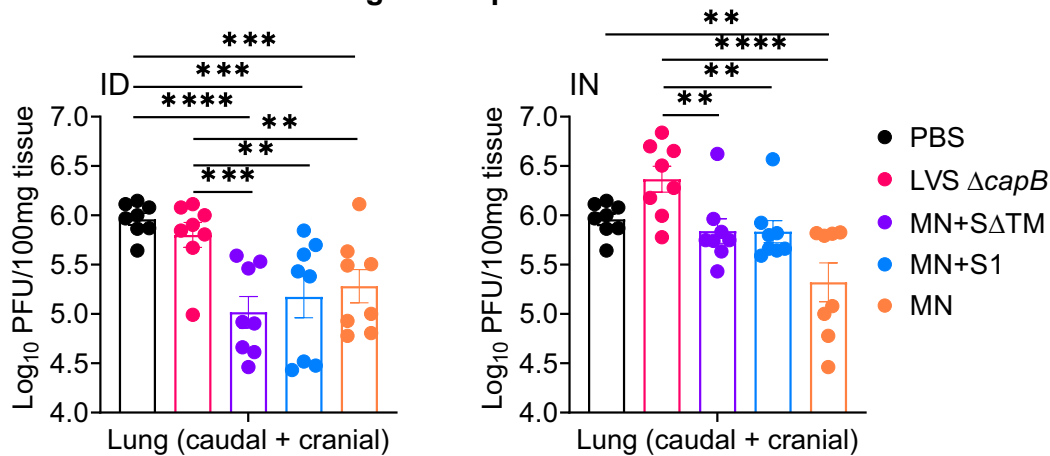 ***
***
****
**
**
***
ID
7.0
6.5
6.0
5.5
5.0
4.5
4.0
Log₁₀ PFU/100mg tissue
Lung (caudal + cranial)
**
****
**
**
IN
7.0
6.5
6.0
5.5
5.0
4.5
4.0
Log₁₀ PFU/100mg tissue
Lung (caudal + cranial)
PBS
LVS ΔcapB
MN+SΔTM
MN+S1
MN